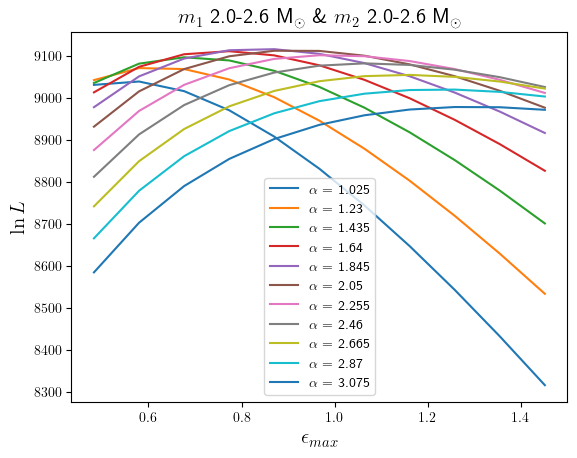 m₁ 2.0-2.6 M⊙ & m₂ 2.0-2.6 M⊙
ln L
9100
9000
8900
8800
8700
8600
8500
8400
8300
α = 1.025
α = 1.23
α = 1.435
α = 1.64
α = 1.845
α = 2.05
α = 2.255
α = 2.46
α = 2.665
α = 2.87
α = 3.075
0.6 0.8 1.0 1.2 1.4
ϵmax